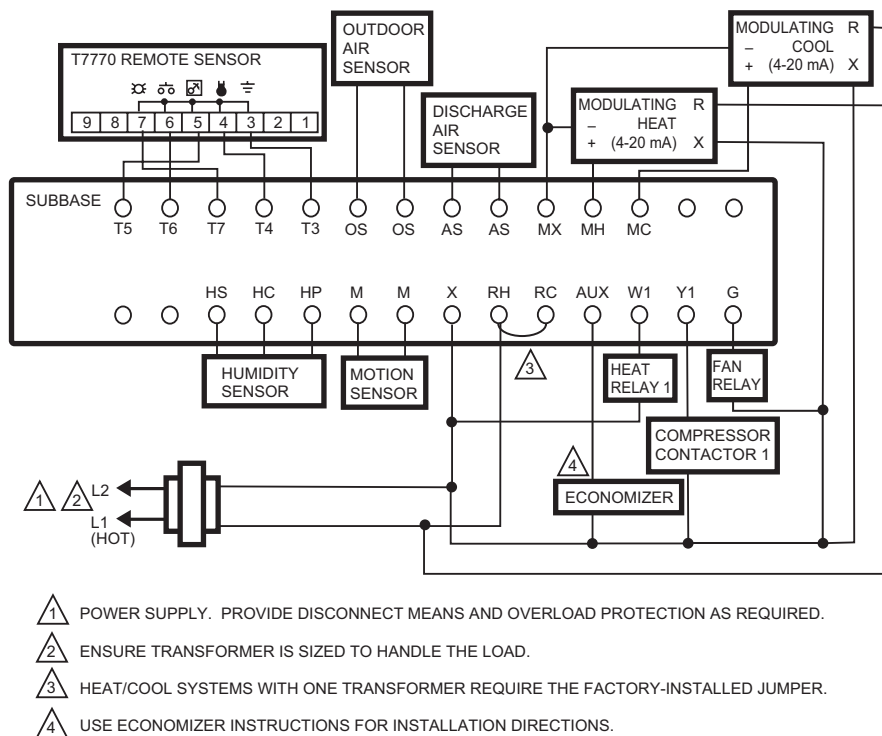 OUTDOOR
AIR
SENSOR
MODULATING R
– COOL
+ (4-20 mA) X
T7770 REMOTE SENSOR
9 8 7 6 5 4 3 2 1
DISCHARGE
AIR
SENSOR
MODULATING R
– HEAT
+ (4-20 mA) X
SUBBASE
T5 T6 T7 T4 T3 OS OS AS AS MX MH MC
HS HC HP M M X RH RC AUX W1 Y1 G
3
HUMIDITY
SENSOR
MOTION
SENSOR
HEAT
RELAY 1
FAN
RELAY
COMPRESSOR
CONTACTOR 1
4
ECONOMIZER
1 2 L2
L1
(HOT)
1 POWER SUPPLY. PROVIDE DISCONNECT MEANS AND OVERLOAD PROTECTION AS REQUIRED.
2 ENSURE TRANSFORMER IS SIZED TO HANDLE THE LOAD.
3 HEAT/COOL SYSTEMS WITH ONE TRANSFORMER REQUIRE THE FACTORY-INSTALLED JUMPER.
4 USE ECONOMIZER INSTRUCTIONS FOR INSTALLATION DIRECTIONS.